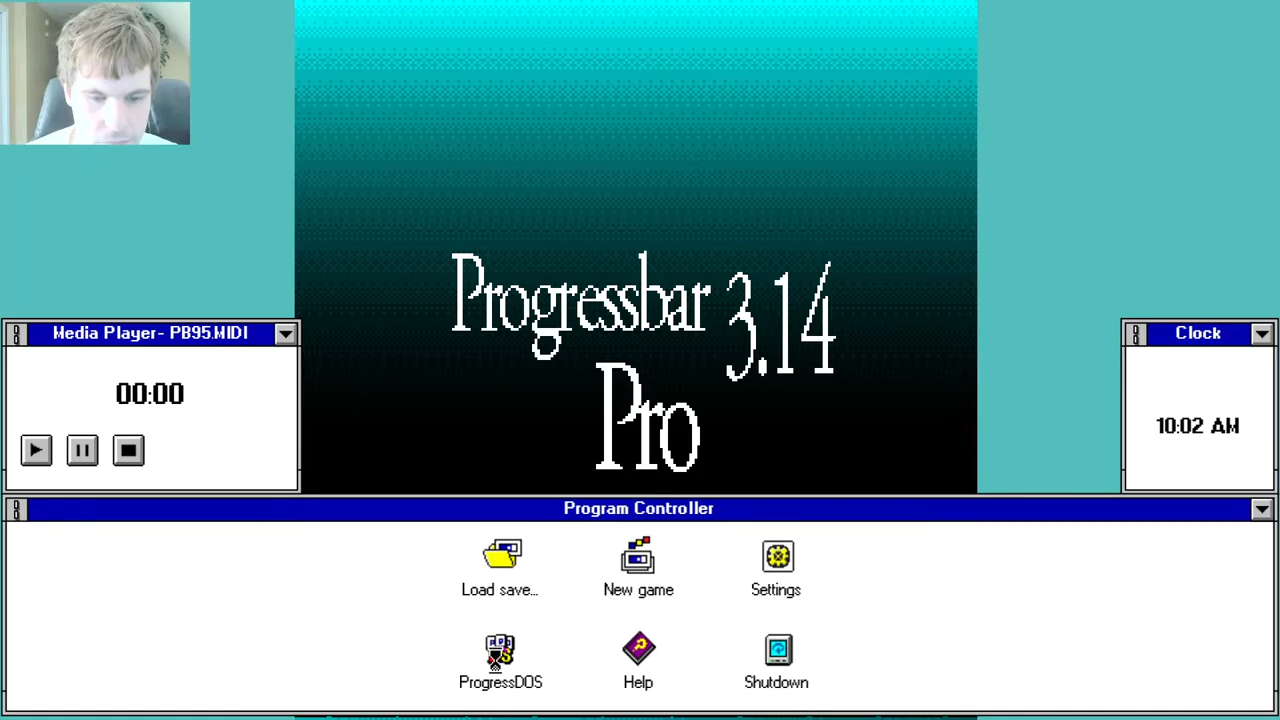 Progressbar 3.14
Pro
Media Player- PB95.MIDI
00:00
Clock
10:02 AM
Program Controller
Load save...
New game
Settings
ProgressDOS
Help
Shutdown